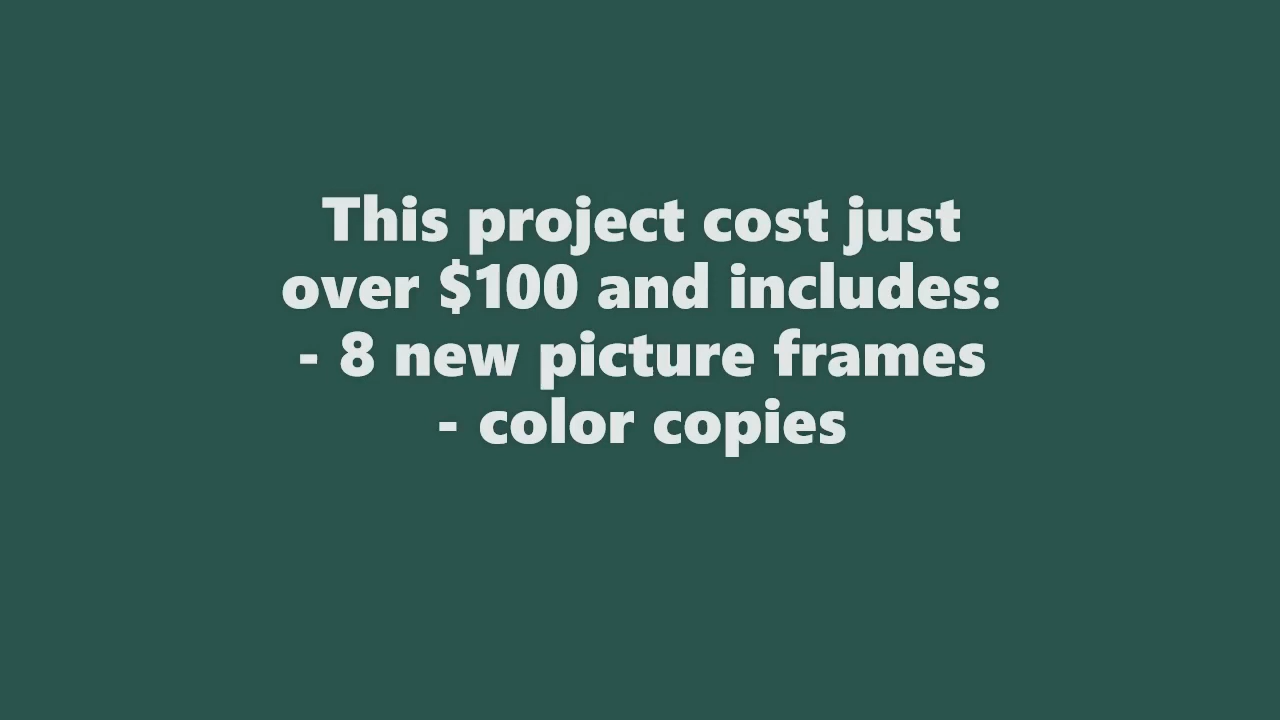 This project cost just
over $100 and includes:
- 8 new picture frames
- color copies